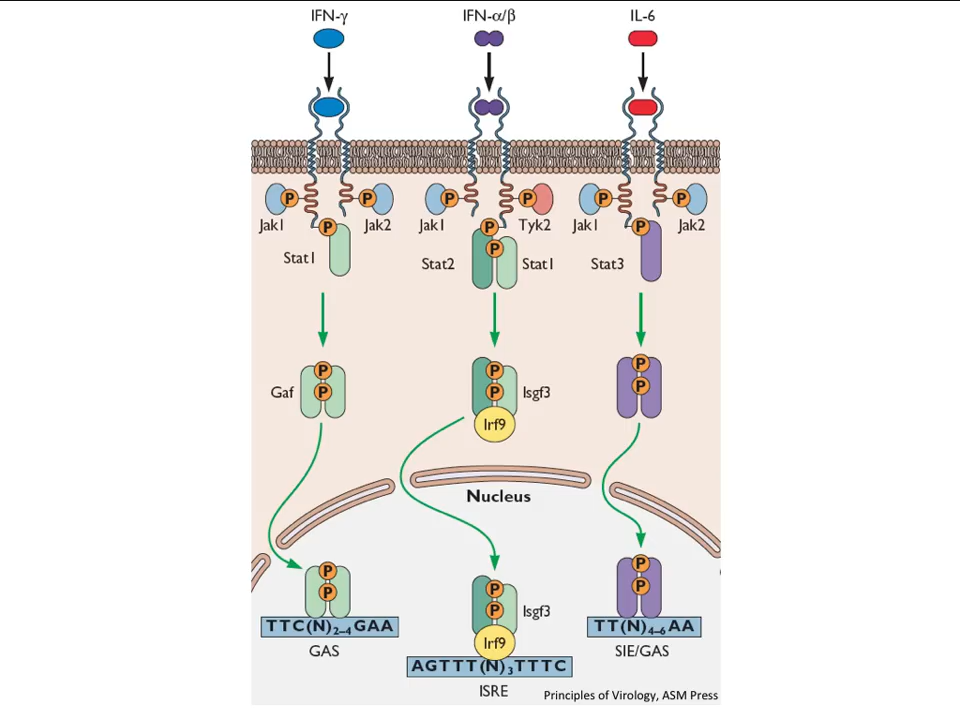 IFN-γ
IFN-α/β
IL-6
P
P
P
P
P
P
Jak1
Jak2
Jak1
Tyk2
Jak1
Jak2
P
P
P
P
Stat1
Stat2
Stat1
Stat3
P
P
Gaf
P
P
Isgf3
Irf9
P
P
Nucleus
P
P
TTC(N)2–4GAA
GAS
P
P
Isgf3
Irf9
AGTTT(N)3TTTC
ISRE
P
P
TT(N)4–6AA
SIE/GAS
Principles of Virology, ASM Press